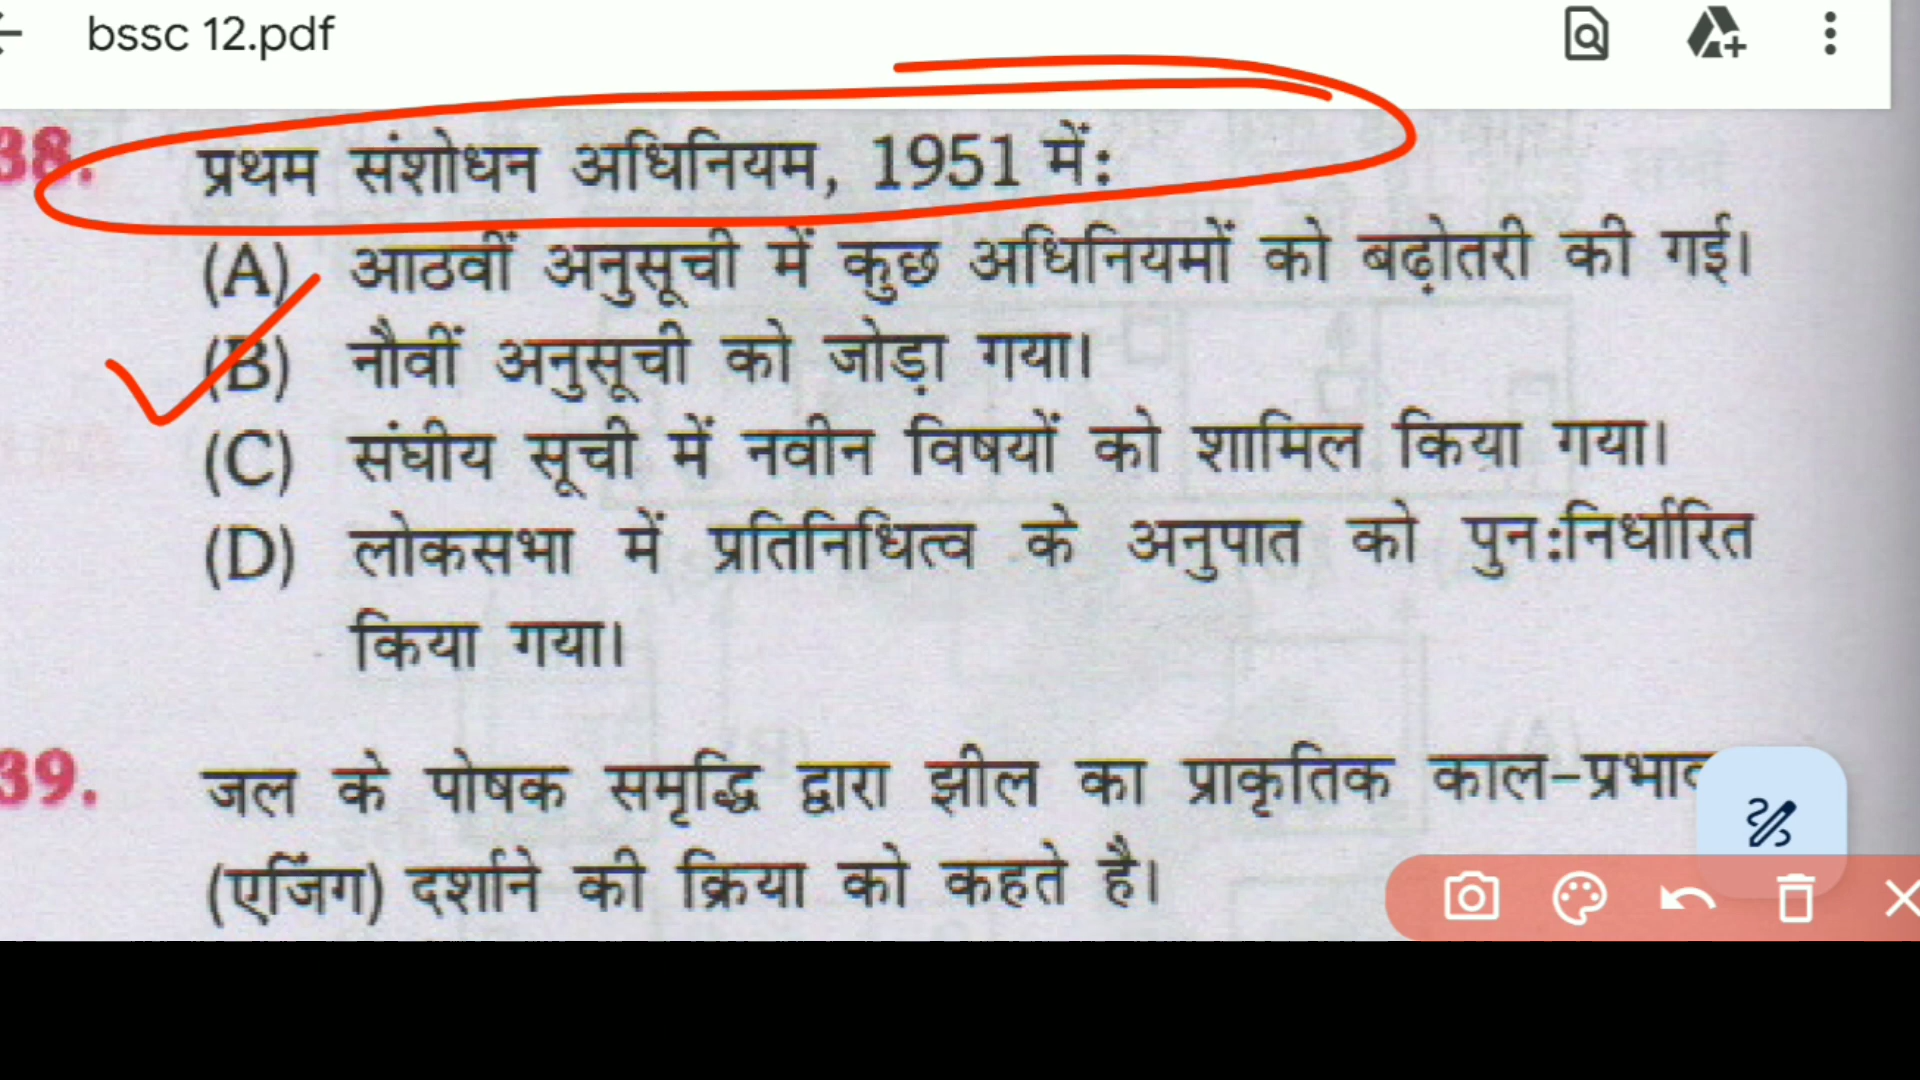 bssc 12.pdf
38. प्रथम संशोधन अधिनियम, 1951 में:
(A) आठवीं अनुसूची में कुछ अधिनियमों को बढ़ोतरी की गई।
(B) नौवीं अनुसूची को जोड़ा गया।
(C) संघीय सूची में नवीन विषयों को शामिल किया गया।
(D) लोकसभा में प्रतिनिधित्व के अनुपात को पुन:निर्धारित
किया गया।
39. जल के पोषक समृद्धि द्वारा झील का प्राकृतिक काल-प्रभाव
(एजिंग) दर्शाने की क्रिया को कहते है।